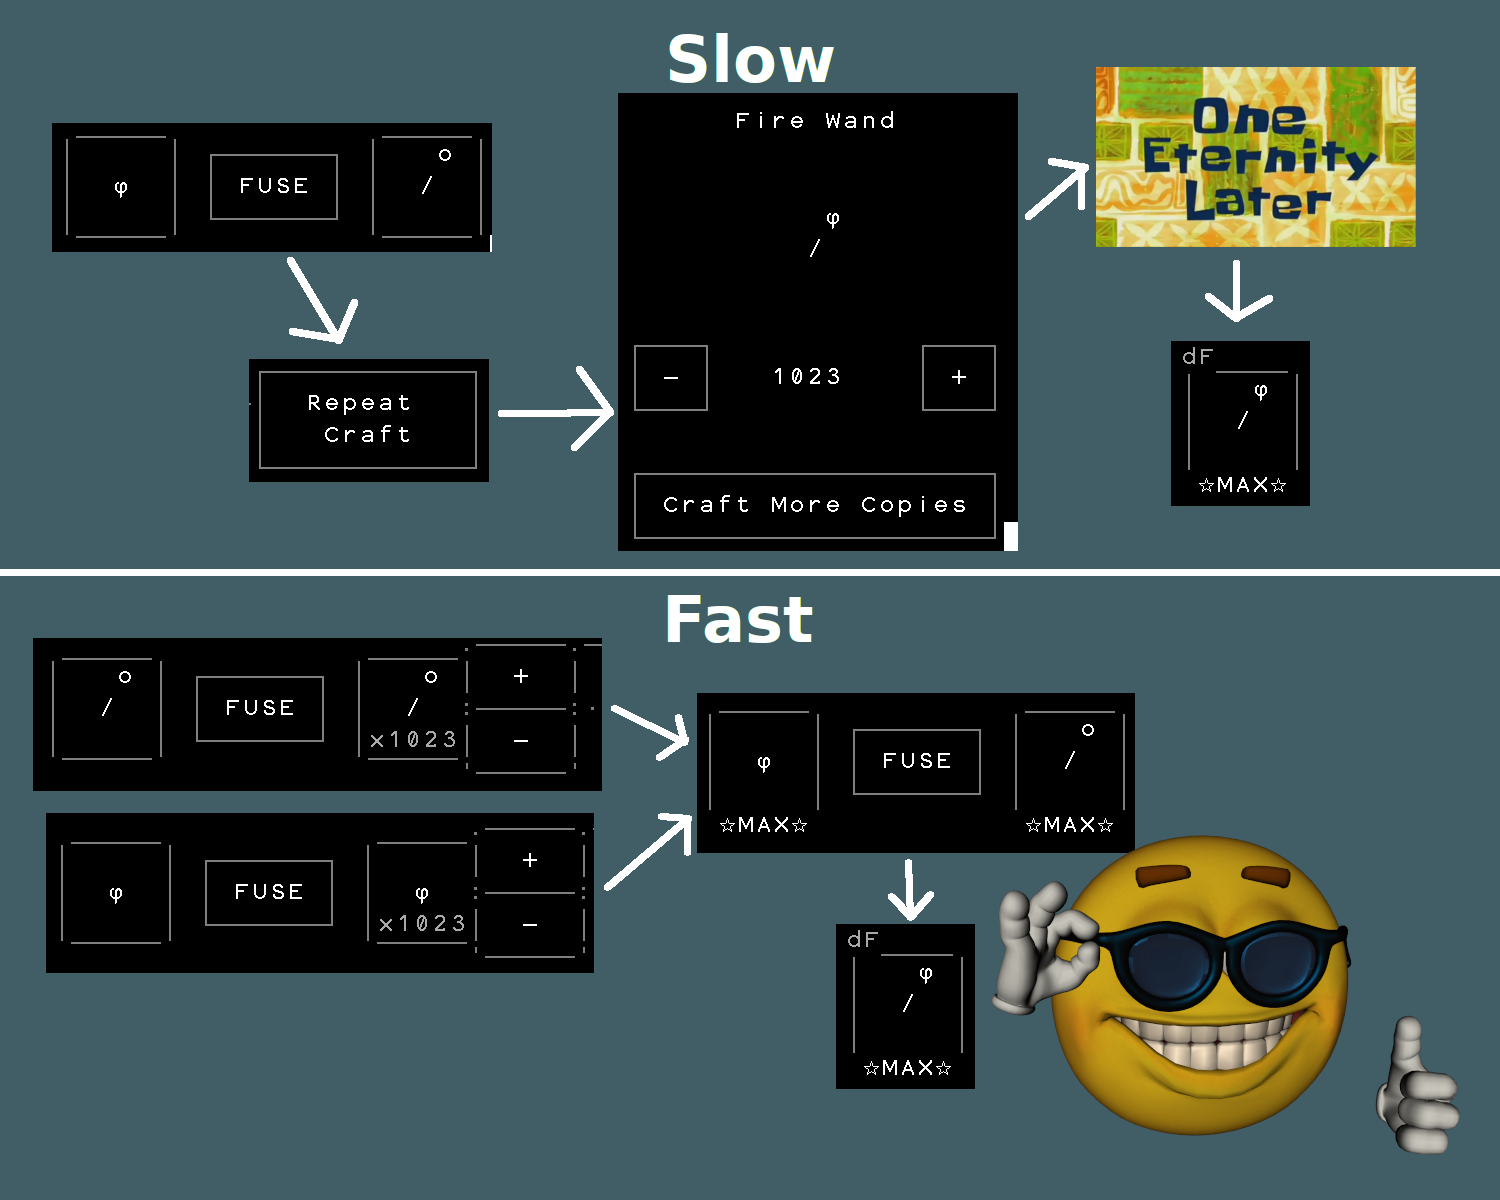 Slow
φ
FUSE
/
Repeat
Craft
Fire Wand
φ
/
-
1023
+
Craft More Copies
One
Eternity
Later
dF
φ
/
☆MAX☆
Fast
/
FUSE
/
×1023
+
-
φ
FUSE
φ
×1023
+
-
φ
☆MAX☆
FUSE
/
☆MAX☆
dF
φ
/
☆MAX☆